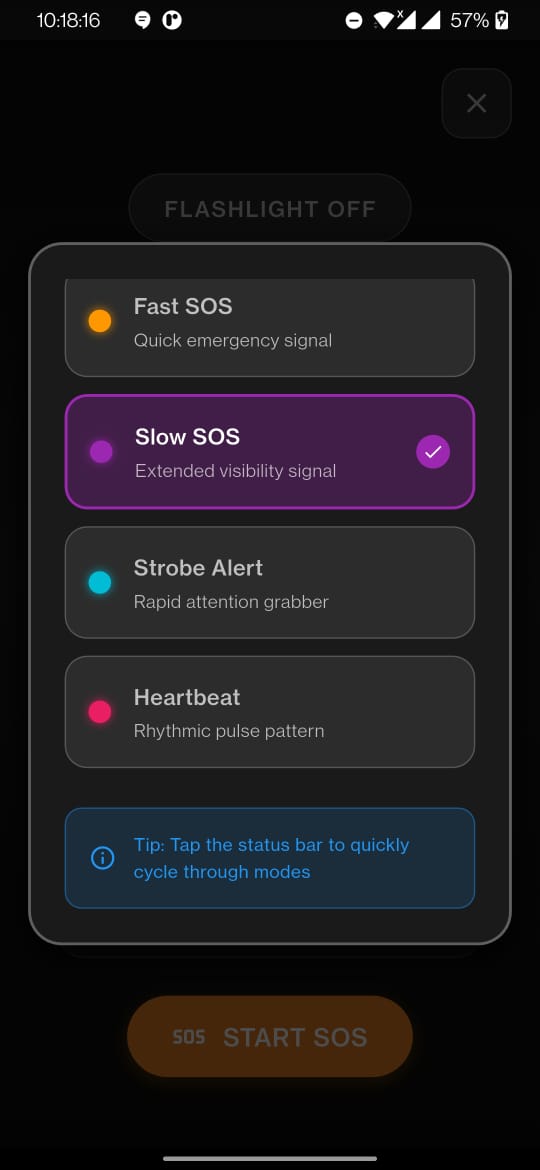 10:18:16
x
57%
FLASHLIGHT OFF
Fast SOS
Quick emergency signal
Slow SOS
Extended visibility signal
Strobe Alert
Rapid attention grabber
Heartbeat
Rhythmic pulse pattern
Tip: Tap the status bar to quickly
cycle through modes
SOS START SOS